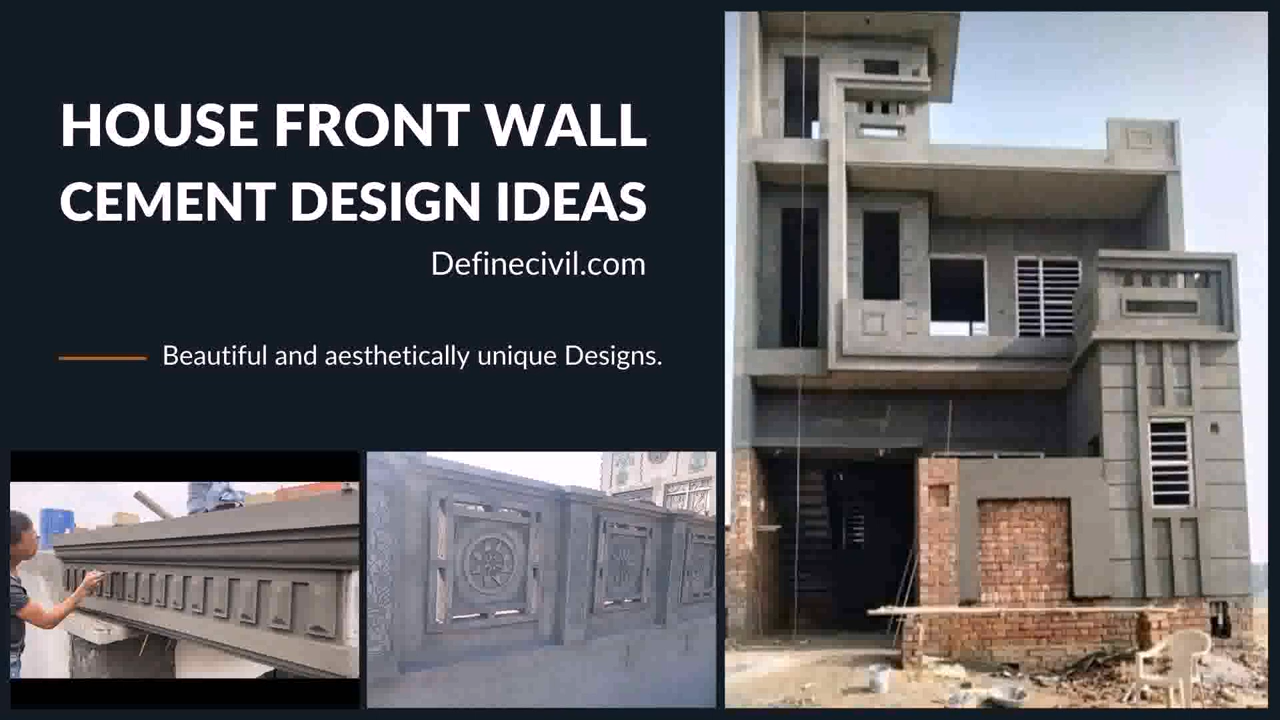 HOUSE FRONT WALL
CEMENT DESIGN IDEAS
Definecivil.com
Beautiful and aesthetically unique Designs.